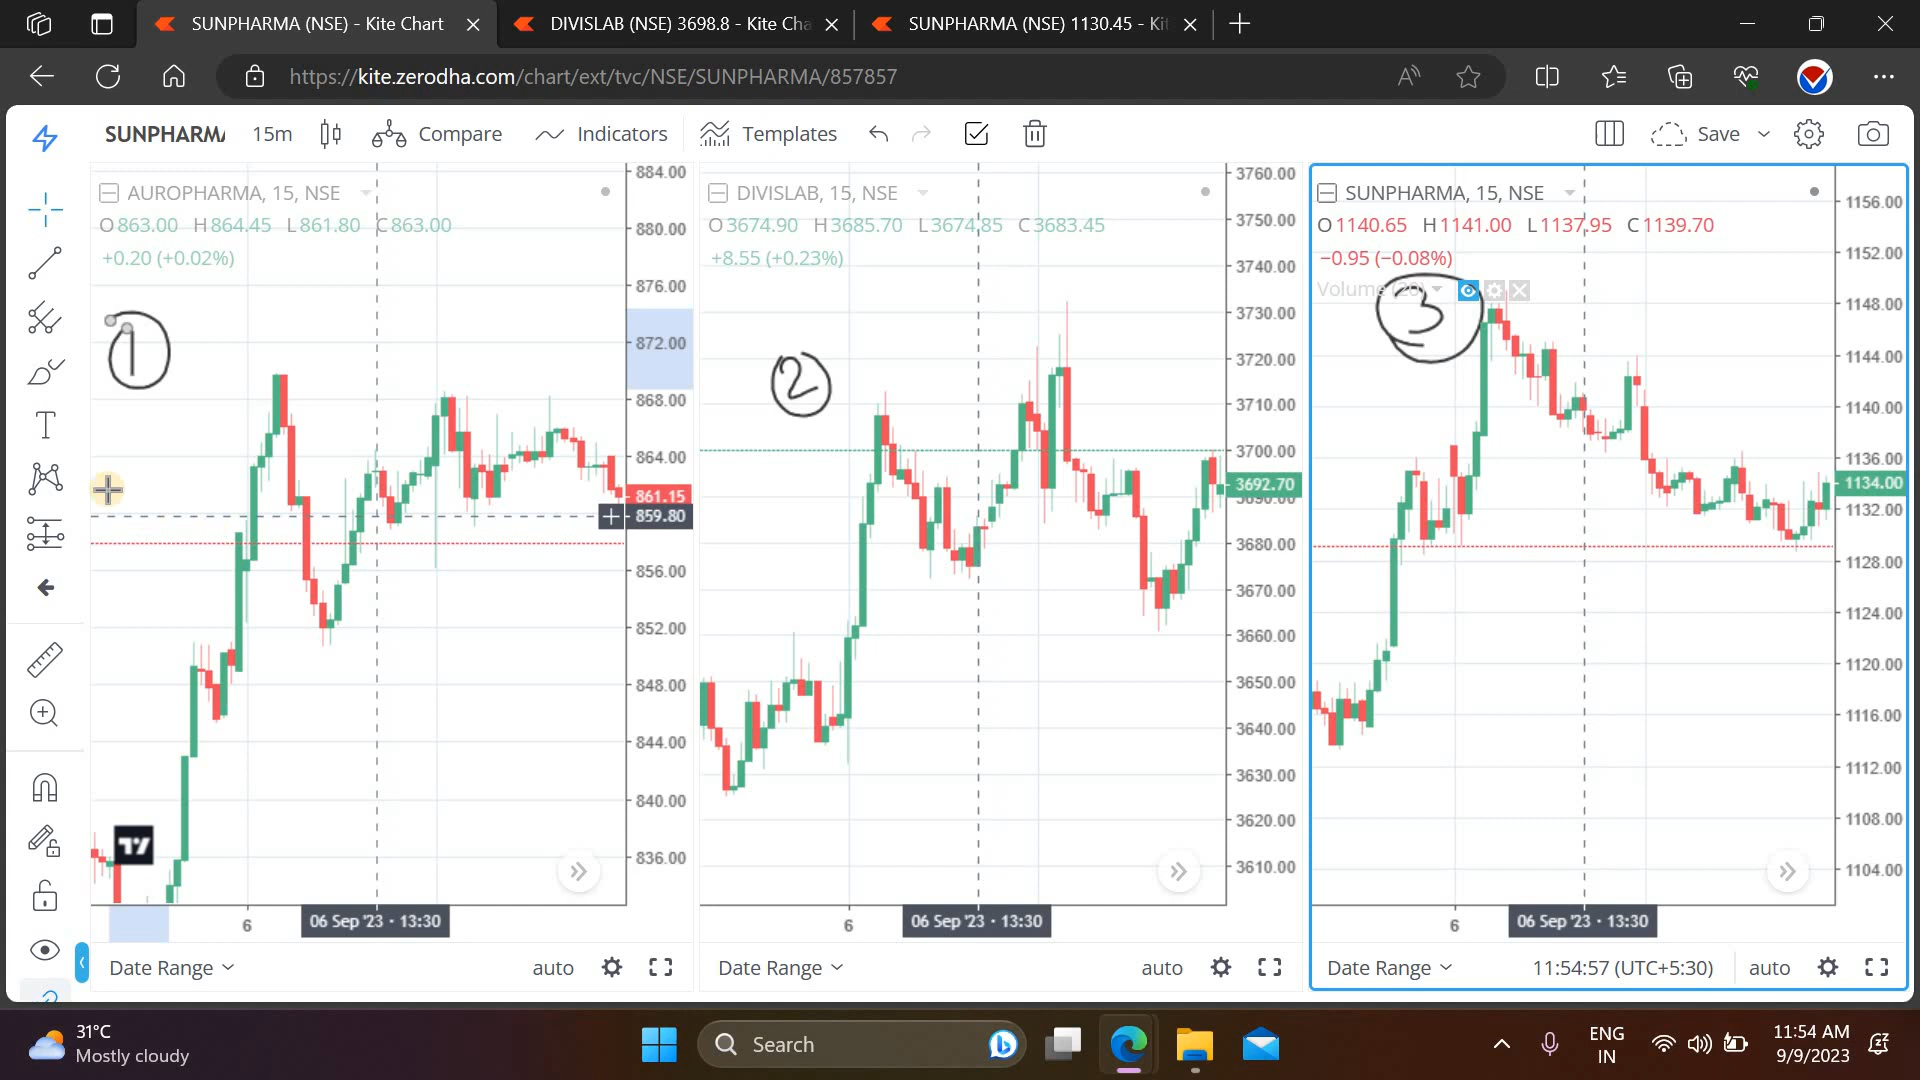 SUNPHARMA (NSE) - Kite Chart
DIVISLAB (NSE) 3698.8 - Kite Cha
SUNPHARMA (NSE) 1130.45 - Kit
https://kite.zerodha.com/chart/ext/tvc/NSE/SUNPHARMA/857857
SUNPHARMA 15m Compare Indicators Templates Save
AUROPHARMA, 15, NSE
O863.00 H864.45 L861.80 C863.00
+0.20 (+0.02%)
1
884.00
880.00
876.00
872.00
868.00
864.00
861.15
859.80
856.00
852.00
848.00
844.00
840.00
836.00
6
06 Sep '23 · 13:30
Date Range auto
DIVISLAB, 15, NSE
O3674.90 H3685.70 L3674.85 C3683.45
+8.55 (+0.23%)
2
3760.00
3750.00
3740.00
3730.00
3720.00
3710.00
3700.00
3692.70
3690.00
3680.00
3670.00
3660.00
3650.00
3640.00
3630.00
3620.00
3610.00
6
06 Sep '23 · 13:30
Date Range auto
SUNPHARMA, 15, NSE
O1140.65 H1141.00 L1137.95 C1139.70
−0.95 (−0.08%)
Volume (20)
3
1156.00
1152.00
1148.00
1144.00
1140.00
1136.00
1134.00
1132.00
1128.00
1124.00
1120.00
1116.00
1112.00
1108.00
1104.00
6
06 Sep '23 · 13:30
Date Range 11:54:57 (UTC+5:30) auto
31°C
Mostly cloudy
Search
ENG
IN
11:54 AM
9/9/2023